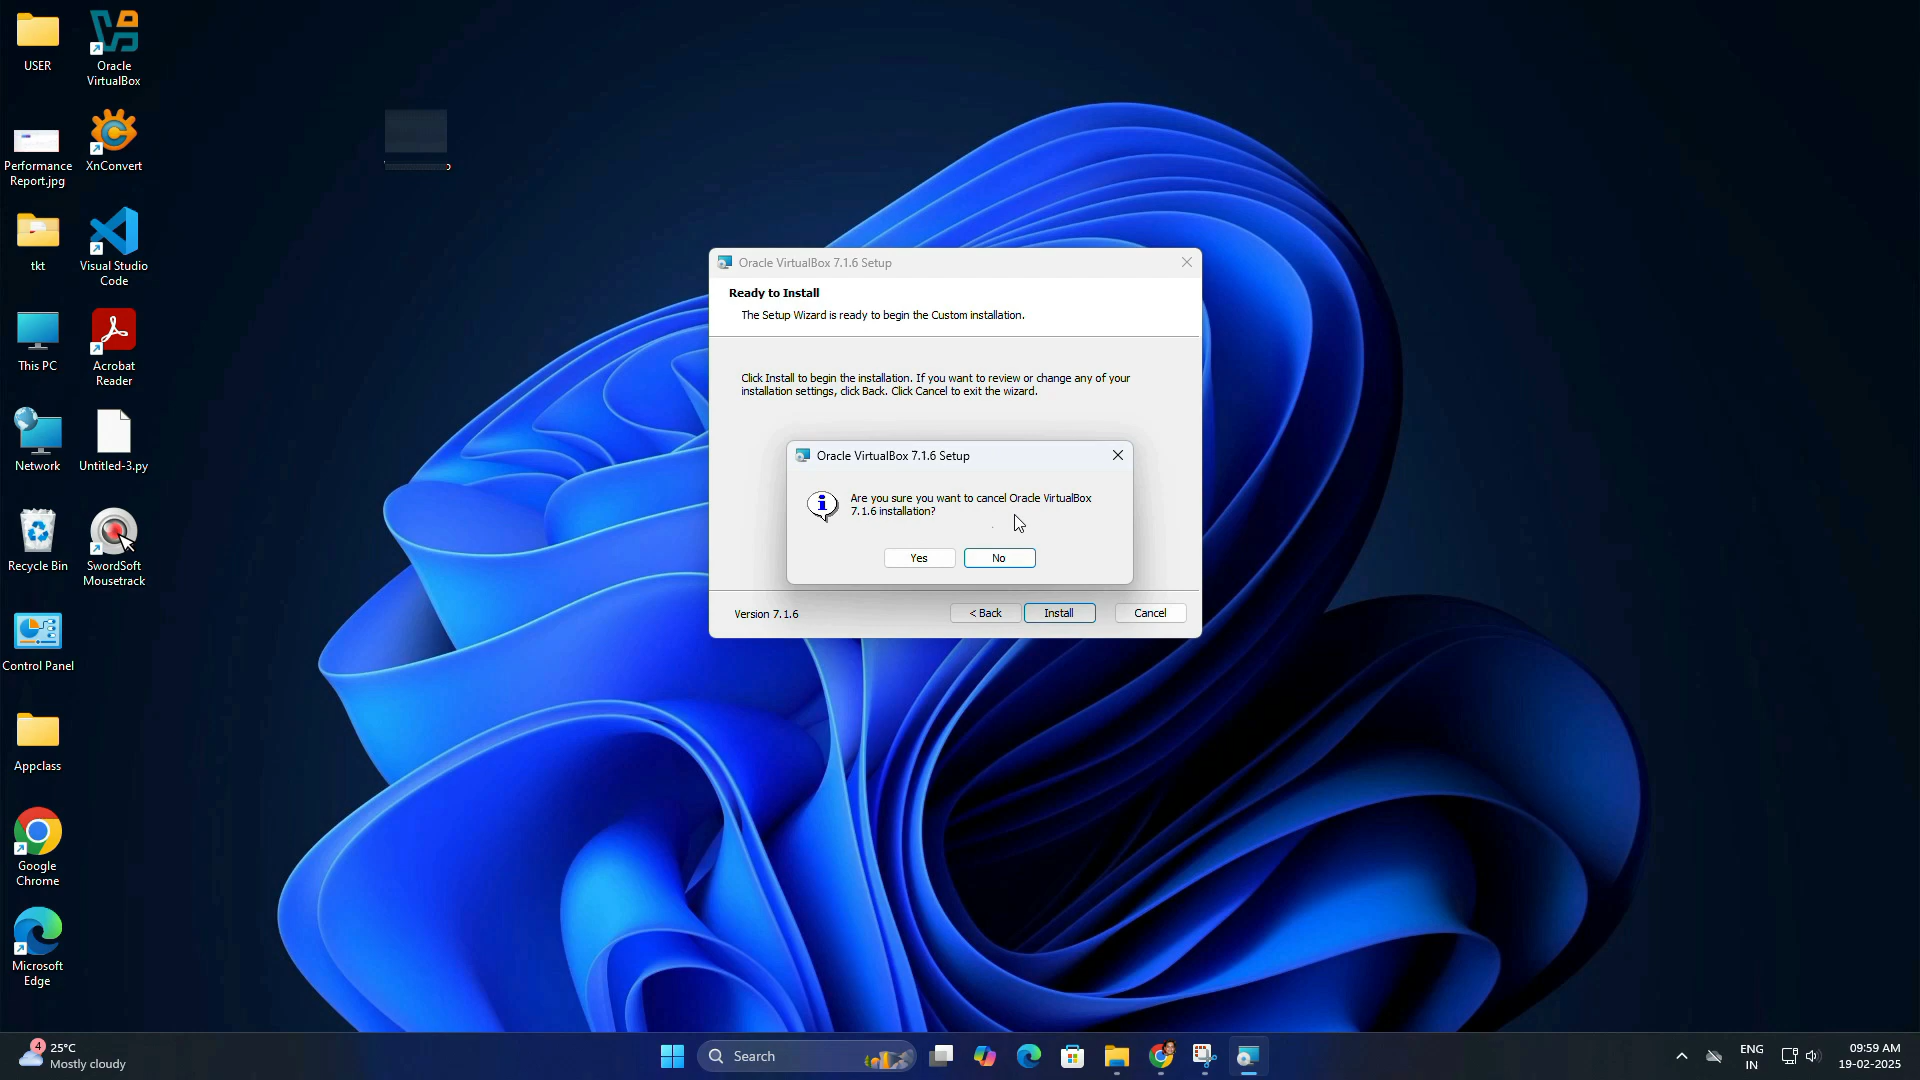 USER
Oracle
VirtualBox
Performance
Report.jpg
XnConvert
tkt
Visual Studio
Code
This PC
Acrobat
Reader
Network
Untitled-3.py
Recycle Bin
SwordSoft
Mousetrack
Control Panel
Appclass
Google
Chrome
Microsoft
Edge
Oracle VirtualBox 7.1.6 Setup
Ready to Install
The Setup Wizard is ready to begin the Custom installation.
Click Install to begin the installation. If you want to review or change any of your
installation settings, click Back. Click Cancel to exit the wizard.
Oracle VirtualBox 7.1.6 Setup
Are you sure you want to cancel Oracle VirtualBox
7.1.6 installation?
Yes
No
Version 7.1.6
< Back
Install
Cancel
4
25°C
Mostly cloudy
Search
ENG
IN
09:59 AM
19-02-2025